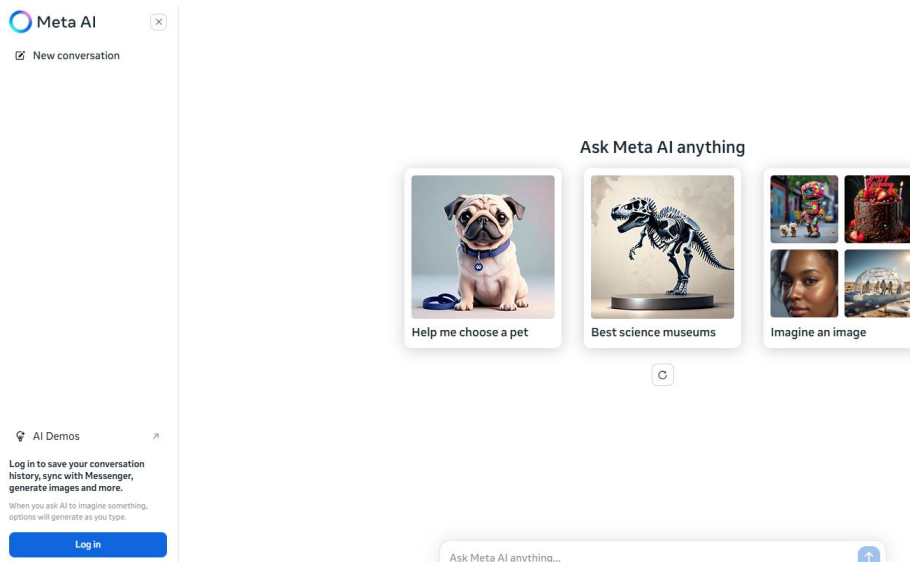 Meta AI
New conversation
Ask Meta AI anything
Help me choose a pet
Best science museums
Imagine an image
AI Demos
Log in to save your conversation
history, sync with Messenger,
generate images and more.
When you ask AI to imagine something,
options will generate as you type.
Log in
Ask Meta AI anything...